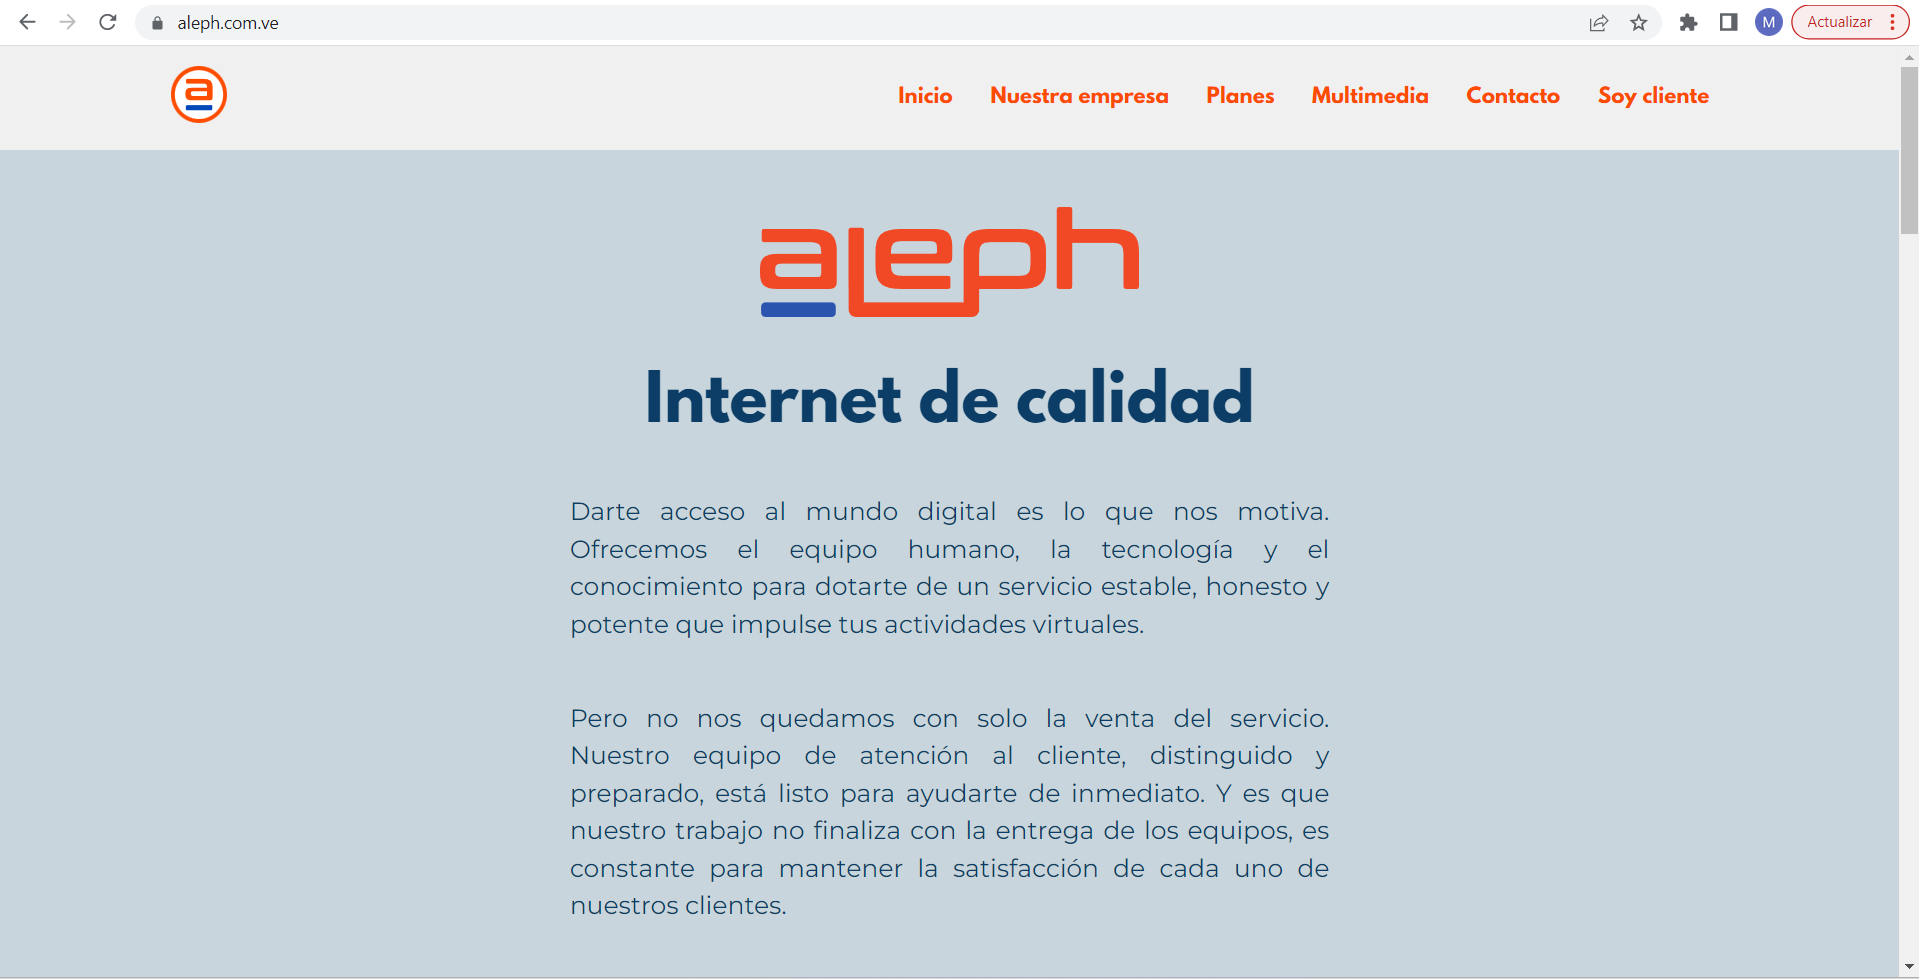 aleph.com.ve
M
Actualizar
a
Inicio Nuestra empresa Planes Multimedia Contacto Soy cliente
aleph
Internet de calidad
Darte acceso al mundo digital es lo que nos motiva.
Ofrecemos el equipo humano, la tecnología y el
conocimiento para dotarte de un servicio estable, honesto y
potente que impulse tus actividades virtuales.
Pero no nos quedamos con solo la venta del servicio.
Nuestro equipo de atención al cliente, distinguido y
preparado, está listo para ayudarte de inmediato. Y es que
nuestro trabajo no finaliza con la entrega de los equipos, es
constante para mantener la satisfacción de cada uno de
nuestros clientes.